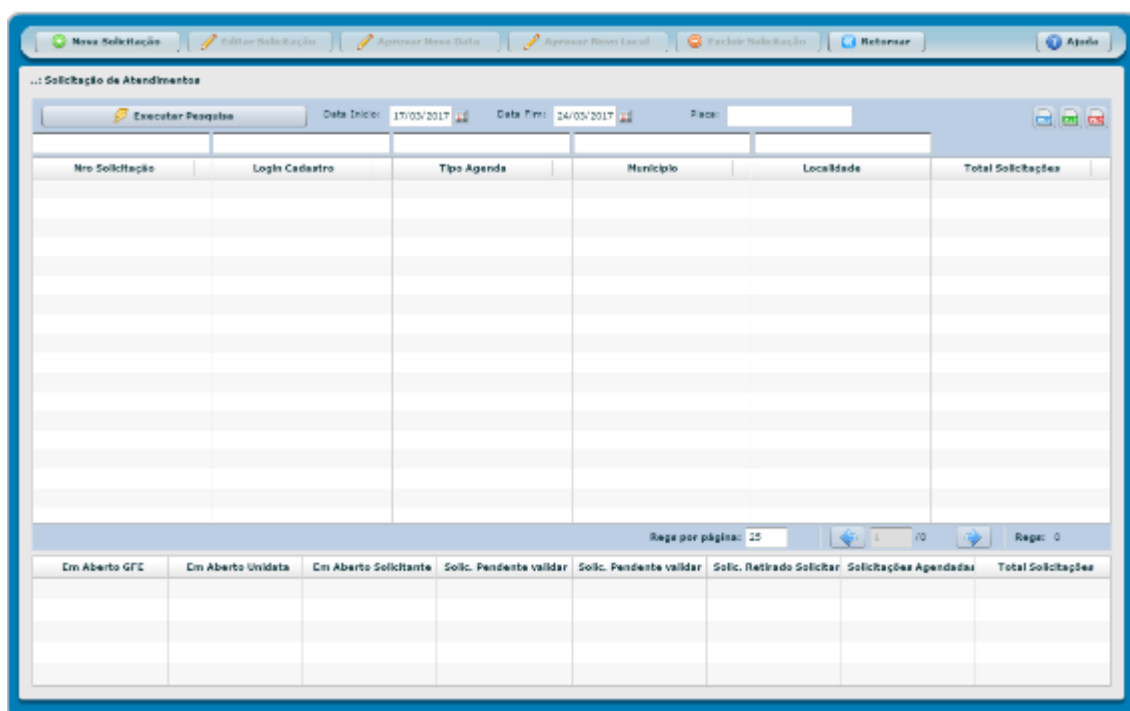 Nova Solicitação Editar Solicitação Aprovar Nova Data Aprovar Novo Local Excluir Solicitação Retornar Ajuda
..: Solicitação de Atendimentos
Executar Pesquisa Data Início: 17/03/2017 Data Fim: 24/03/2017 Placa:
Nro Solicitação Login Cadastro Tipo Agenda Município Localidade Total Solicitações
Regs por página: 25 1 /0 Regs: 0
Em Aberto GFE Em Aberto Unidata Em Aberto Solicitante Solic. Pendente validar Solic. Pendente validar Solic. Retirado Solicitar Solicitações Agendadas Total Solicitações